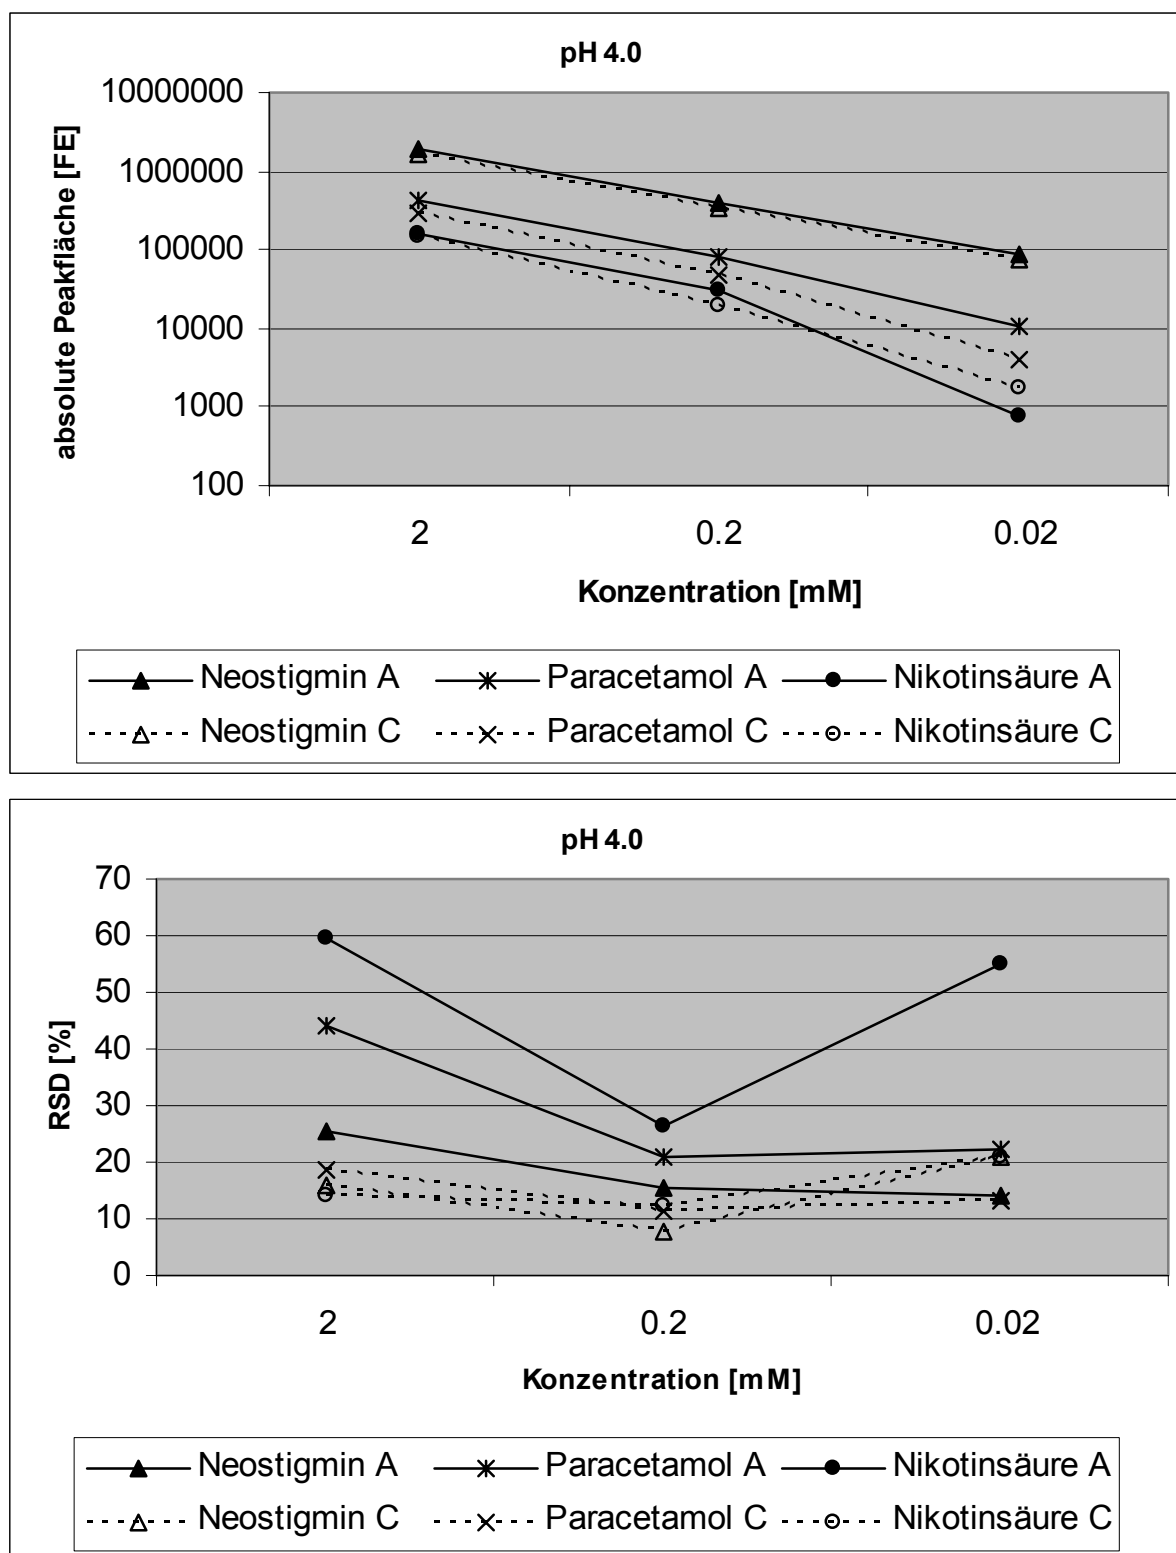 pH 4.0
absolute Peakfläche [FE]
10000000
1000000
100000
10000
1000
100
2 0.2 0.02
Konzentration [mM]
Neostigmin A Paracetamol A Nikotinsäure A
Neostigmin C Paracetamol C Nikotinsäure C
pH 4.0
RSD [%]
70
60
50
40
30
20
10
0
2 0.2 0.02
Konzentration [mM]
Neostigmin A Paracetamol A Nikotinsäure A
Neostigmin C Paracetamol C Nikotinsäure C